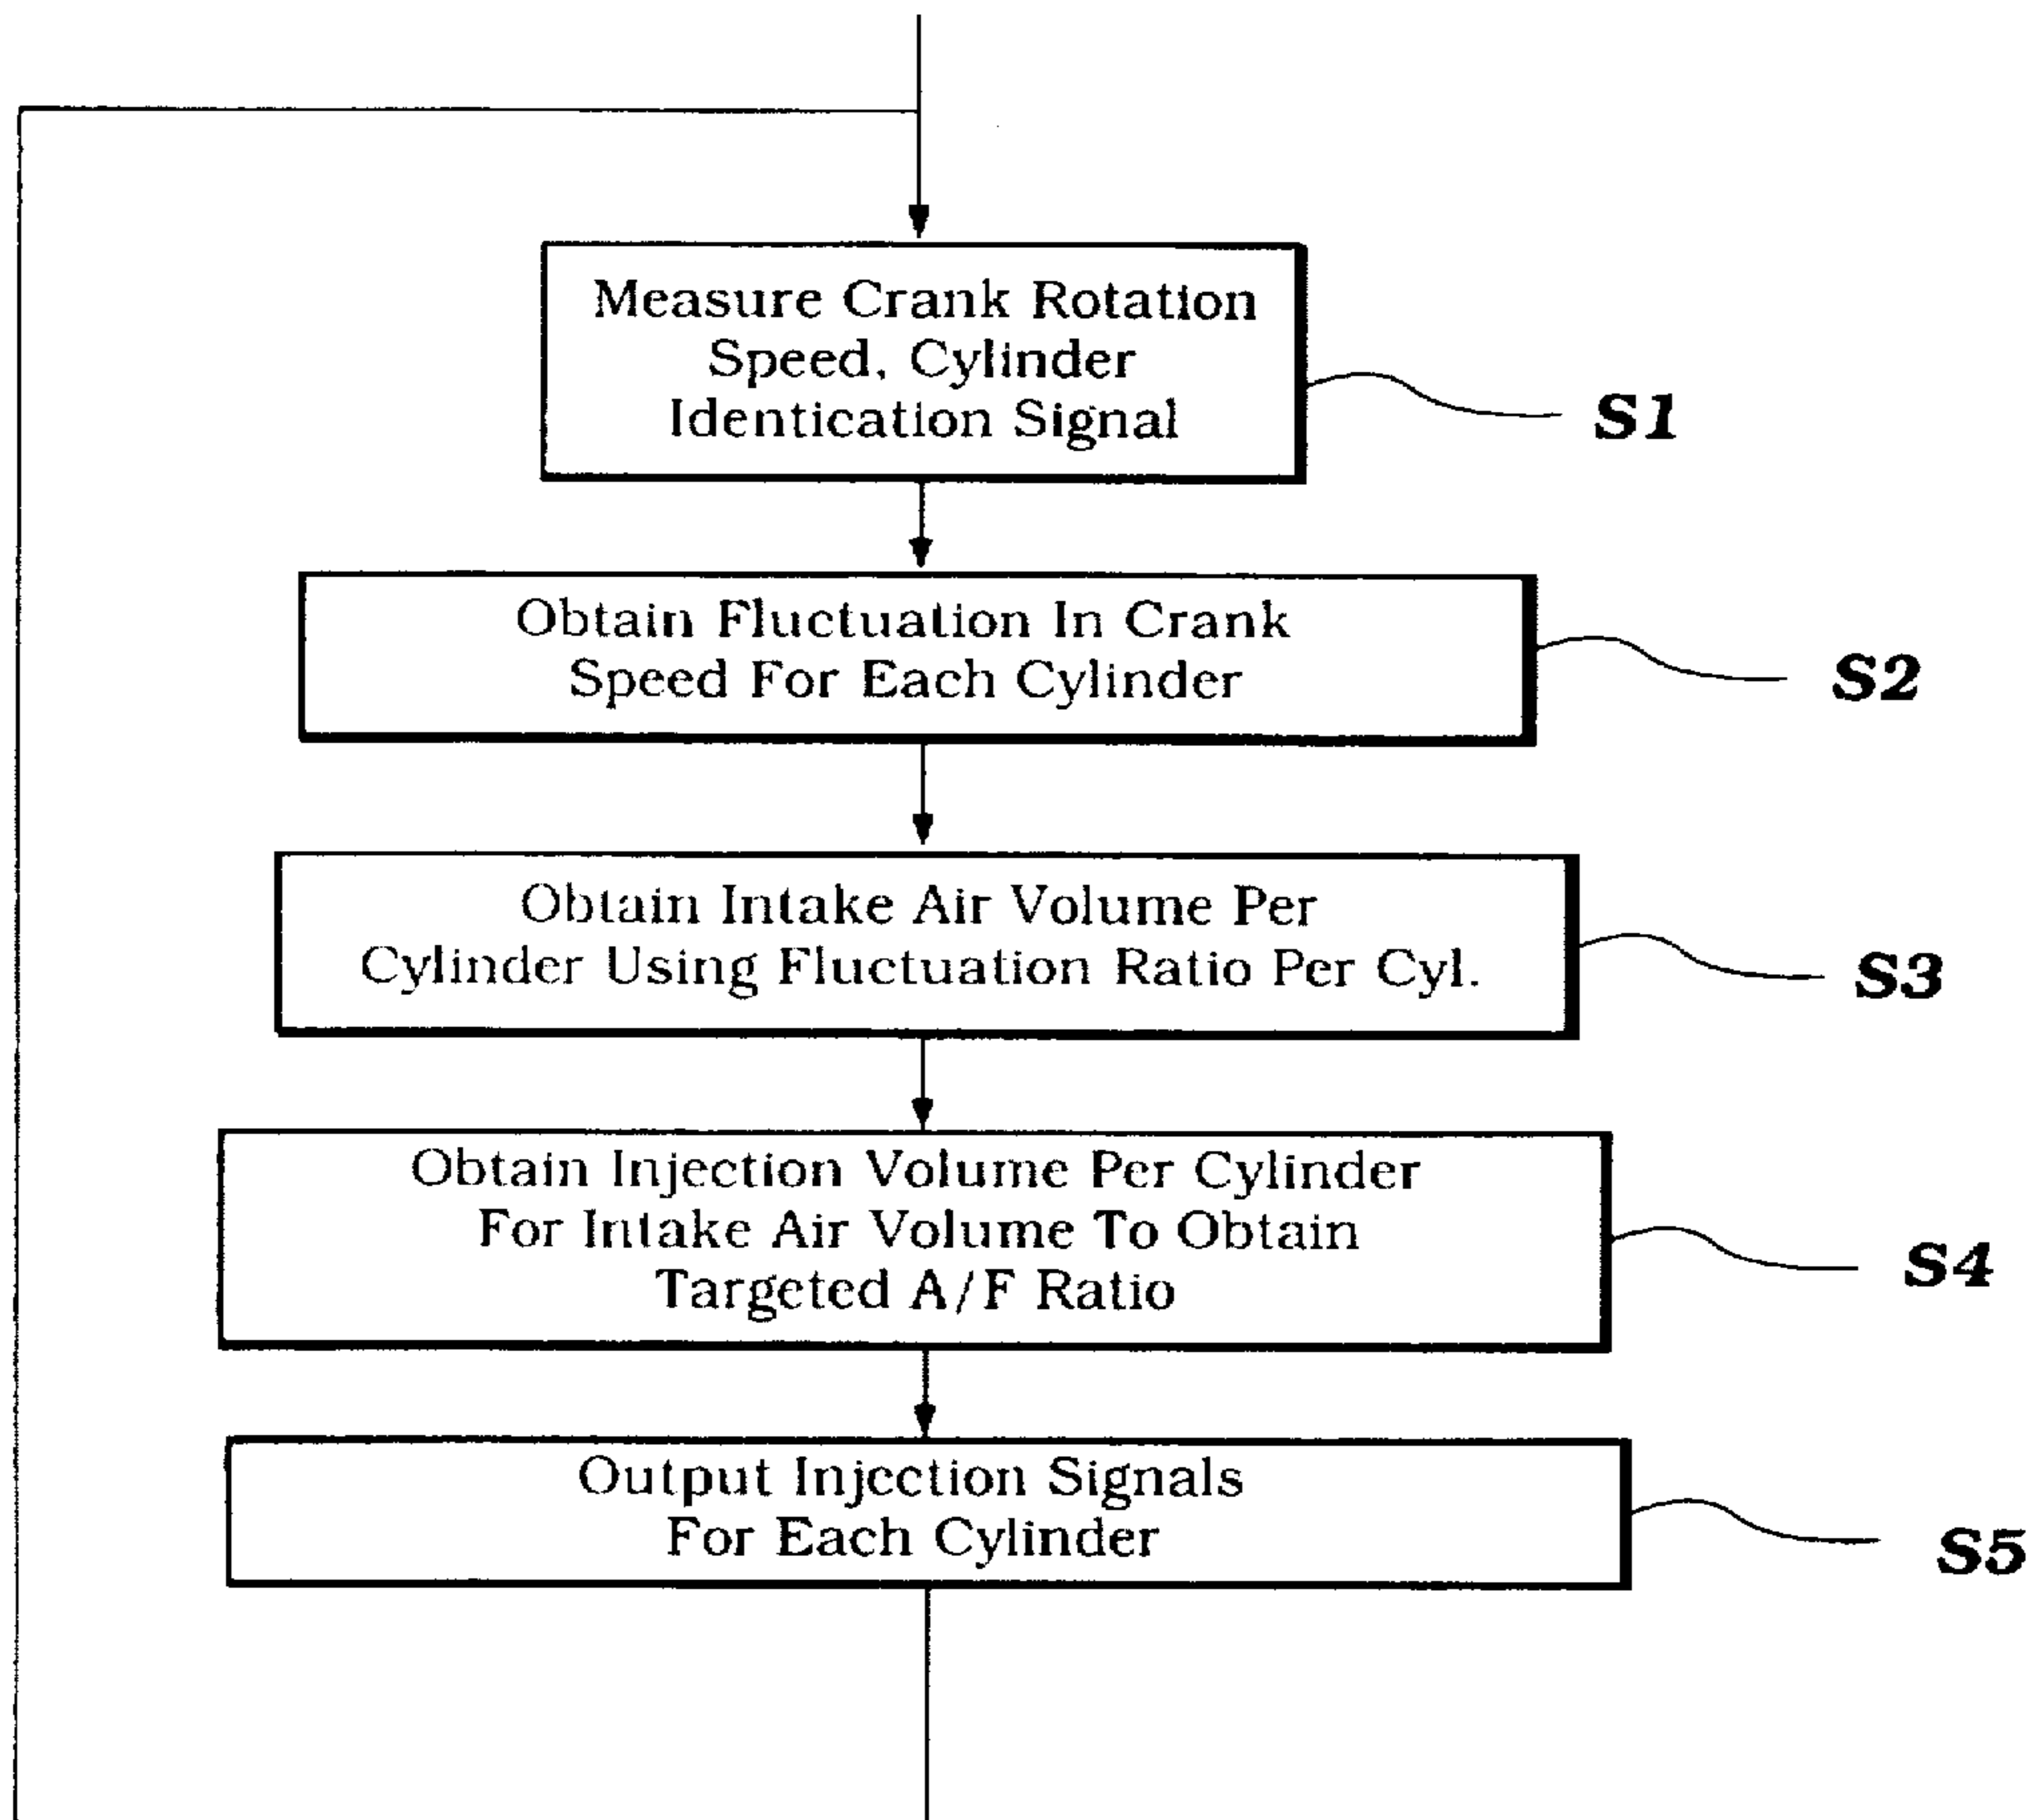 Measure Crank Rotation
Speed, Cylinder
Identication Signal
S1
Obtain Fluctuation In Crank
Speed For Each Cylinder
S2
Obtain Intake Air Volume Per
Cylinder Using Fluctuation Ratio Per Cyl.
S3
Obtain Injection Volume Per Cylinder
For Intake Air Volume To Obtain
Targeted A/F Ratio
S4
Output Injection Signals
For Each Cylinder
S5